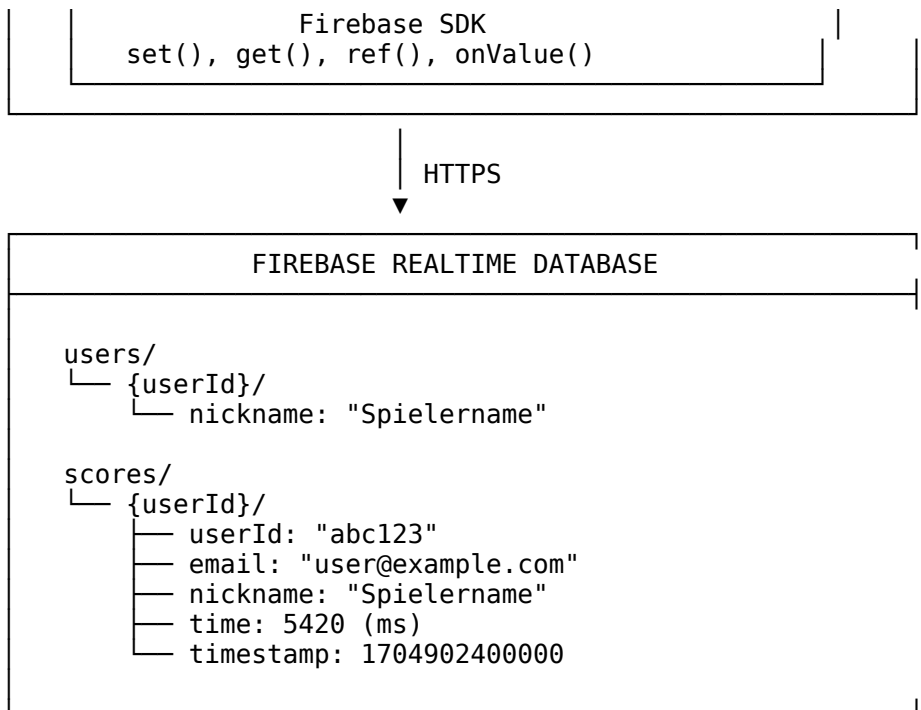 Firebase SDK
set(), get(), ref(), onValue()
HTTPS
FIREBASE REALTIME DATABASE
users/
└── {userId}/
└── nickname: "Spielername"
scores/
└── {userId}/
├── userId: "abc123"
├── email: "user@example.com"
├── nickname: "Spielername"
├── time: 5420 (ms)
└── timestamp: 1704902400000